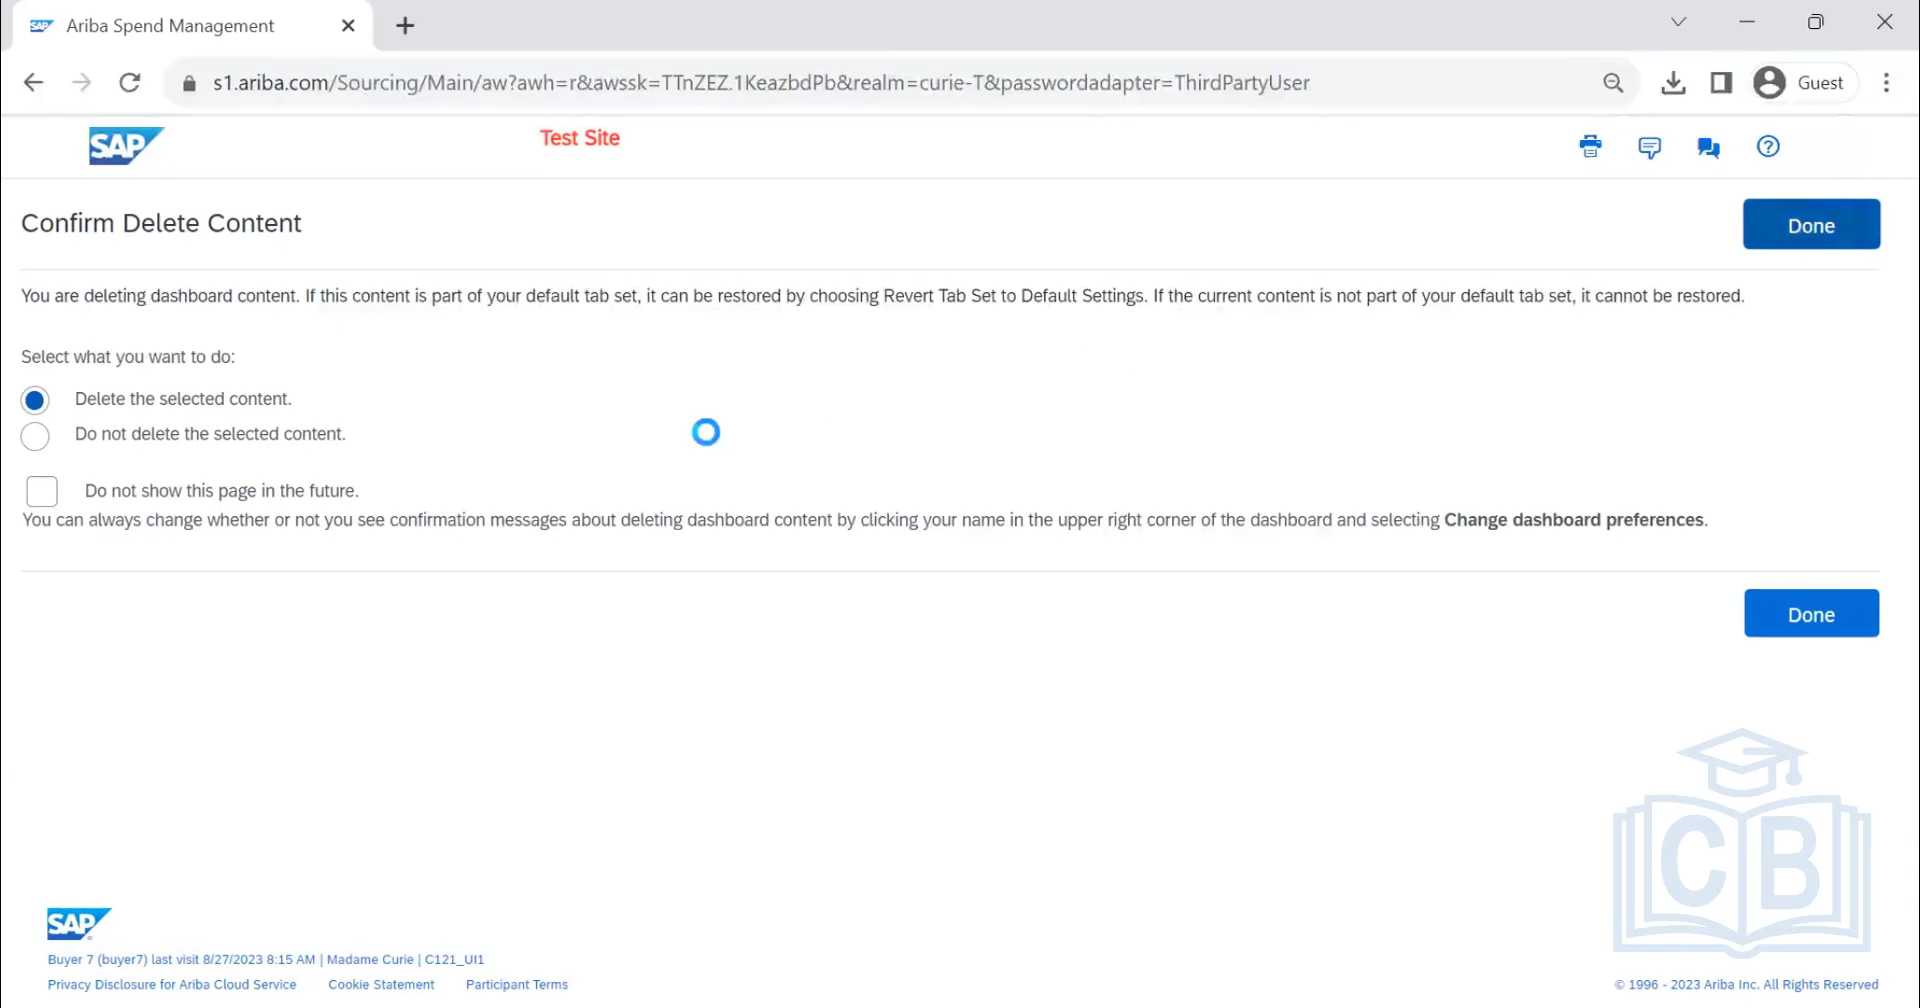 SAP Ariba Spend Management
s1.ariba.com/Sourcing/Main/aw?awh=r&awssk=TTnZEZ.1KeazbdPb&realm=curie-T&passwordadapter=ThirdPartyUser
Guest
SAP
Test Site
Confirm Delete Content
Done
You are deleting dashboard content. If this content is part of your default tab set, it can be restored by choosing Revert Tab Set to Default Settings. If the current content is not part of your default tab set, it cannot be restored.
Select what you want to do:
Delete the selected content.
Do not delete the selected content.
Do not show this page in the future.
You can always change whether or not you see confirmation messages about deleting dashboard content by clicking your name in the upper right corner of the dashboard and selecting Change dashboard preferences.
Done
CB
SAP
Buyer 7 (buyer7) last visit 8/27/2023 8:15 AM | Madame Curie | C121_UI1
Privacy Disclosure for Ariba Cloud Service Cookie Statement Participant Terms
© 1996 - 2023 Ariba Inc. All Rights Reserved